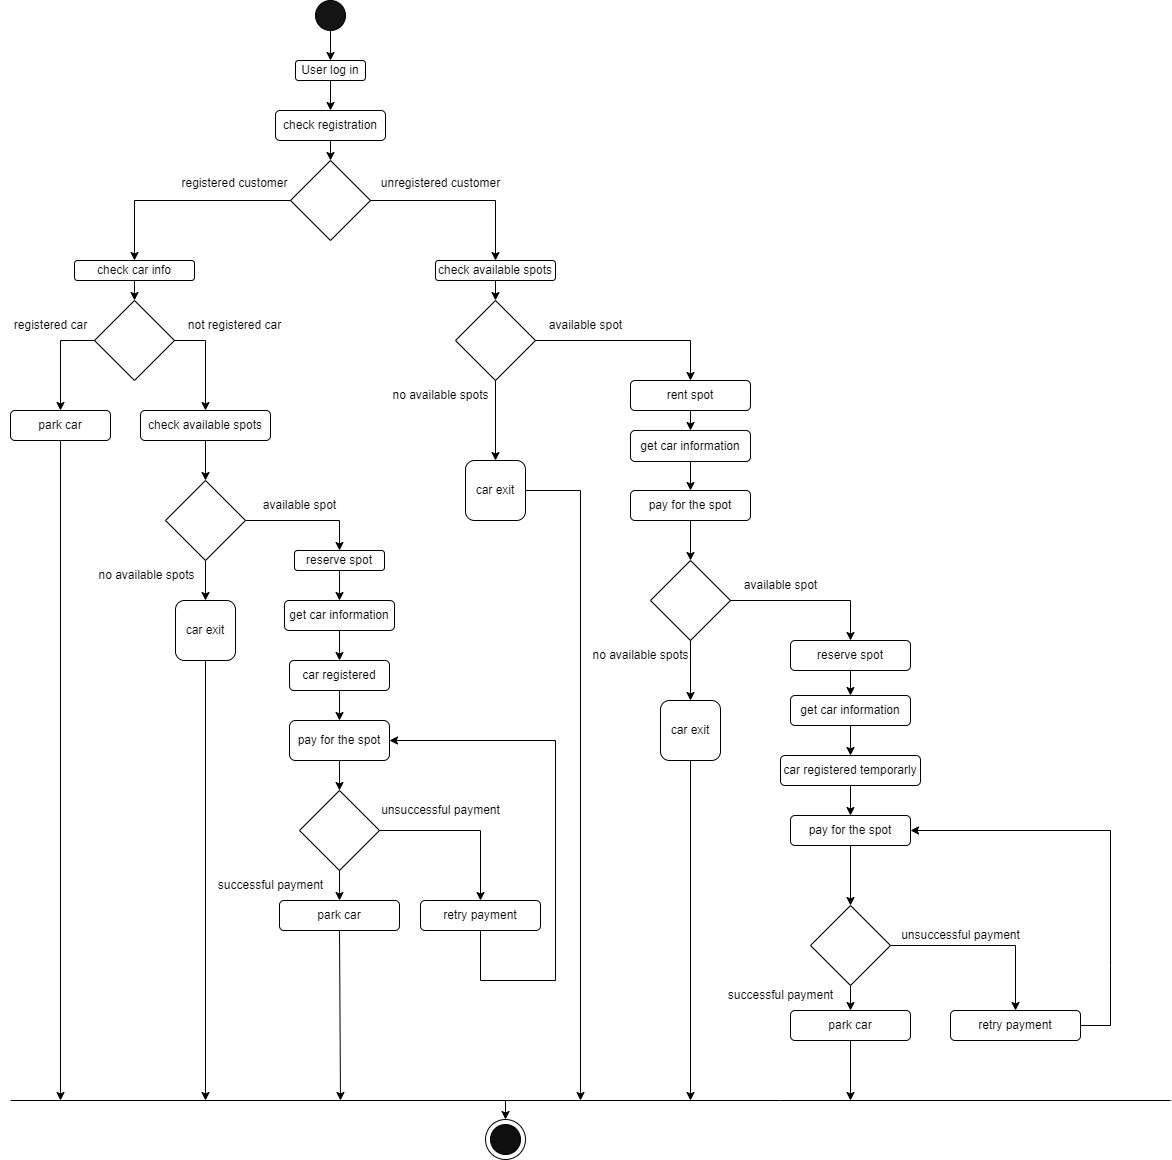 User log in
check registration
registered customer
unregistered customer
check car info
check available spots
registered car
not registered car
available spot
no available spots
rent spot
park car
check available spots
get car information
car exit
available spot
pay for the spot
reserve spot
no available spots
available spot
get car information
car exit
reserve spot
no available spots
car registered
get car information
car exit
pay for the spot
car registered temporarly
unsuccessful payment
pay for the spot
successful payment
park car
retry payment
unsuccessful payment
successful payment
park car
retry payment